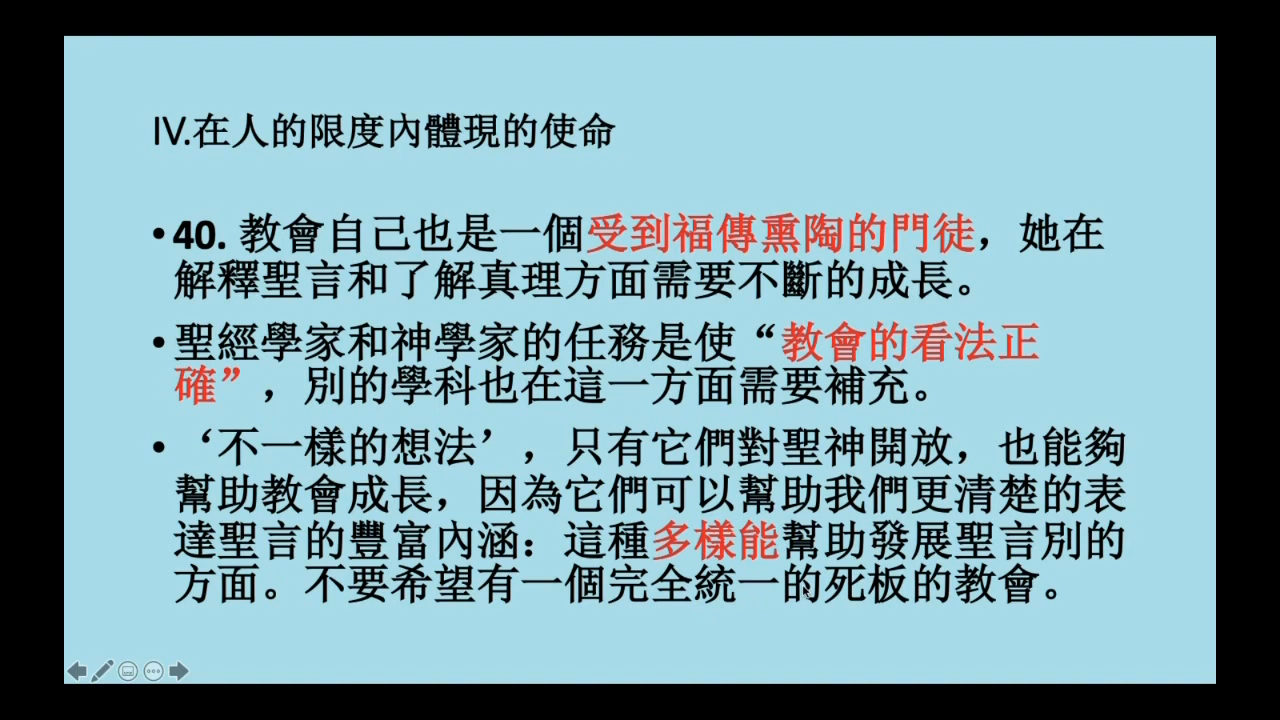 IV.在人的限度內體現的使命
• 40. 教會自己也是一個受到福傳熏陶的門徒，她在
解釋聖言和了解真理方面需要不斷的成長。
• 聖經學家和神學家的任務是使“教會的看法正
確”，別的學科也在這一方面需要補充。
• ‘不一樣的想法’，只有它們對聖神開放，也能夠
幫助教會成長，因為它們可以幫助我們更清楚的表
達聖言的豐富內涵：這種多樣能幫助發展聖言別的
方面。不要希望有一個完全統一的死板的教會。